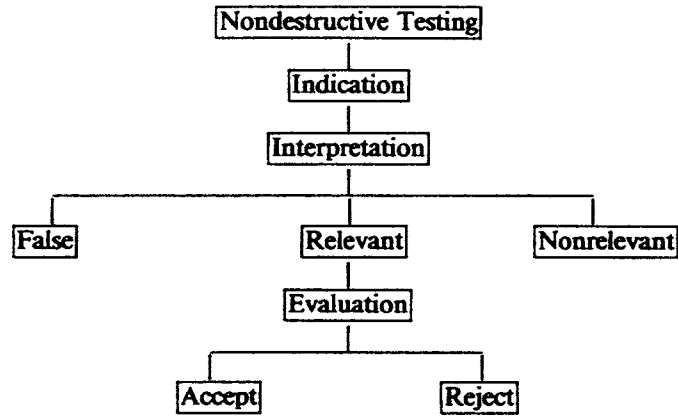 Nondestructive Testing
Indication
Interpretation
False Relevant Nonrelevant
Evaluation
Accept Reject